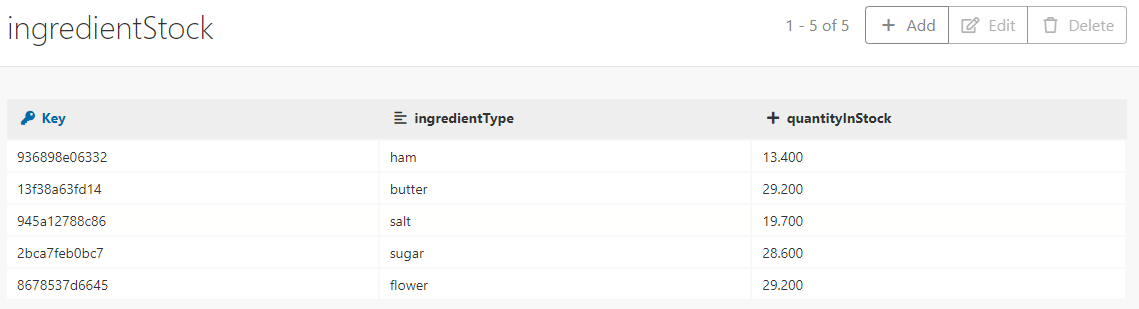 ingredientStock
1 - 5 of 5 Add Edit Delete
Key ingredientType quantityInStock
936898e06332 ham 13.400
13f38a63fd14 butter 29.200
945a12788c86 salt 19.700
2bca7feb0bc7 sugar 28.600
8678537d6645 flower 29.200